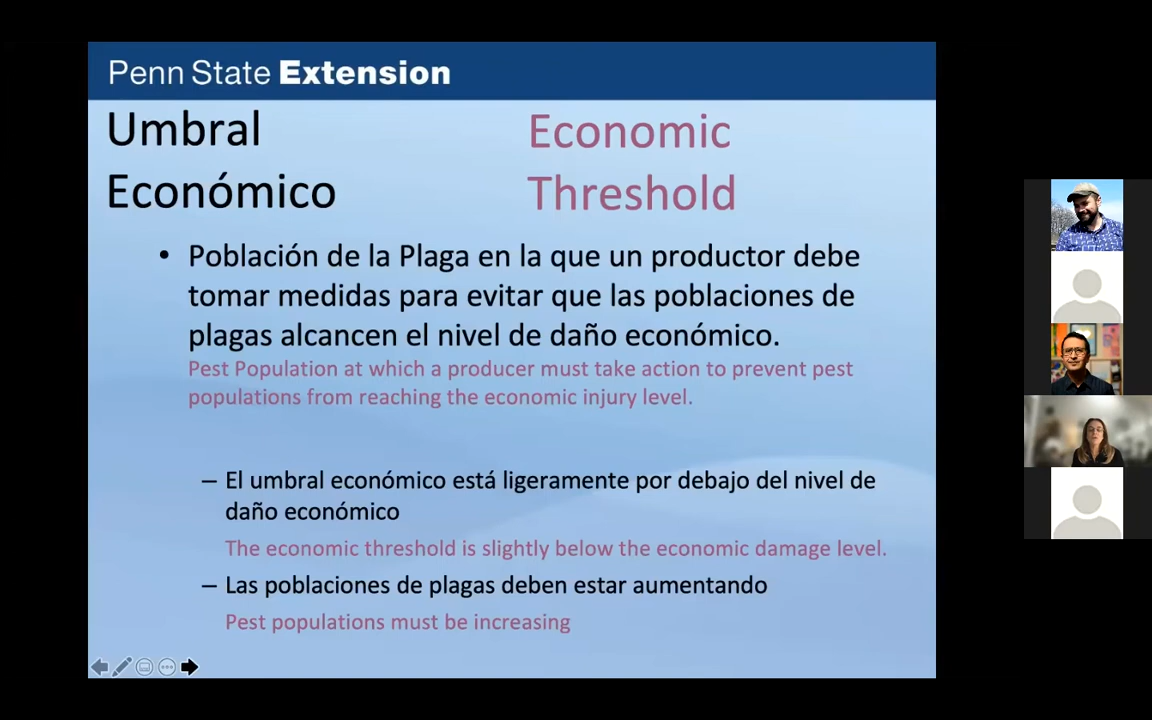 Penn State Extension
Umbral
Económico
Economic
Threshold
• Población de la Plaga en la que un productor debe
tomar medidas para evitar que las poblaciones de
plagas alcancen el nivel de daño económico.
Pest Population at which a producer must take action to prevent pest
populations from reaching the economic injury level.
– El umbral económico está ligeramente por debajo del nivel de
daño económico
The economic threshold is slightly below the economic damage level.
– Las poblaciones de plagas deben estar aumentando
Pest populations must be increasing